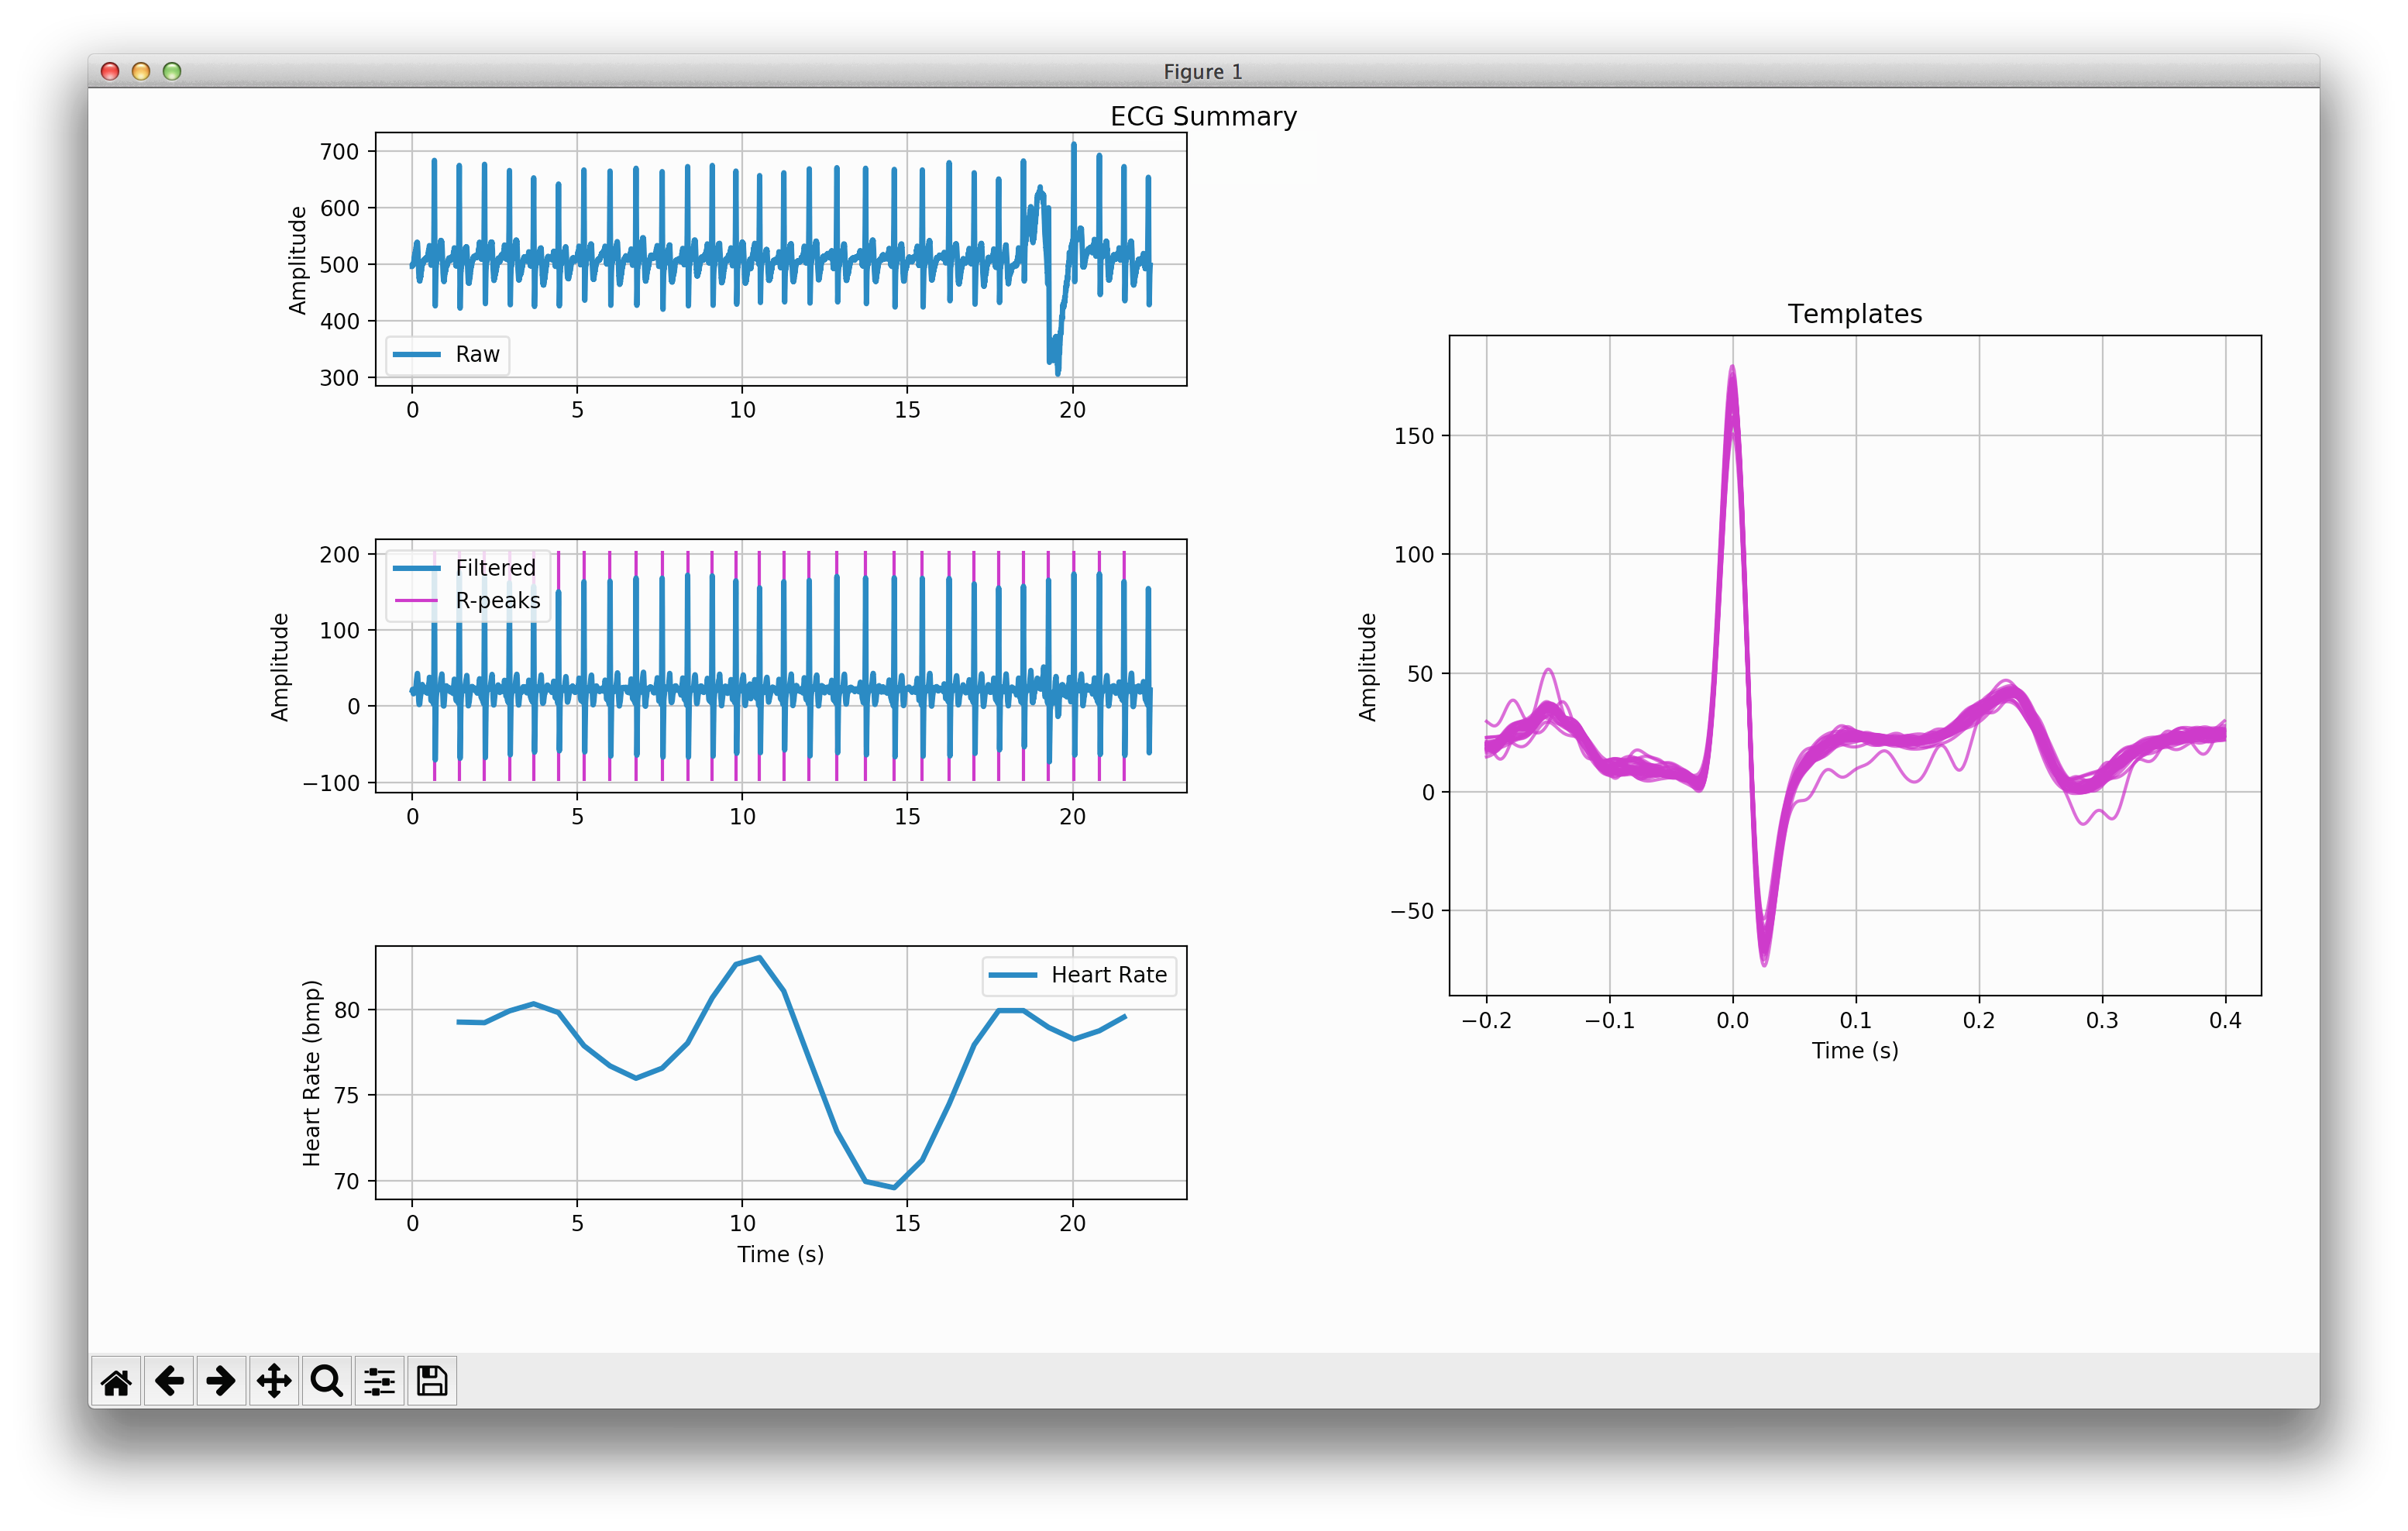 Figure 1
ECG Summary
Amplitude
700
600
500
400
300
Raw
0 5 10 15 20
Amplitude
200
100
0
−100
Filtered
R-peaks
0 5 10 15 20
Heart Rate (bmp)
80
75
70
Heart Rate
0 5 10 15 20
Time (s)
Templates
Amplitude
150
100
50
0
−50
−0.2 −0.1 0.0 0.1 0.2 0.3 0.4
Time (s)